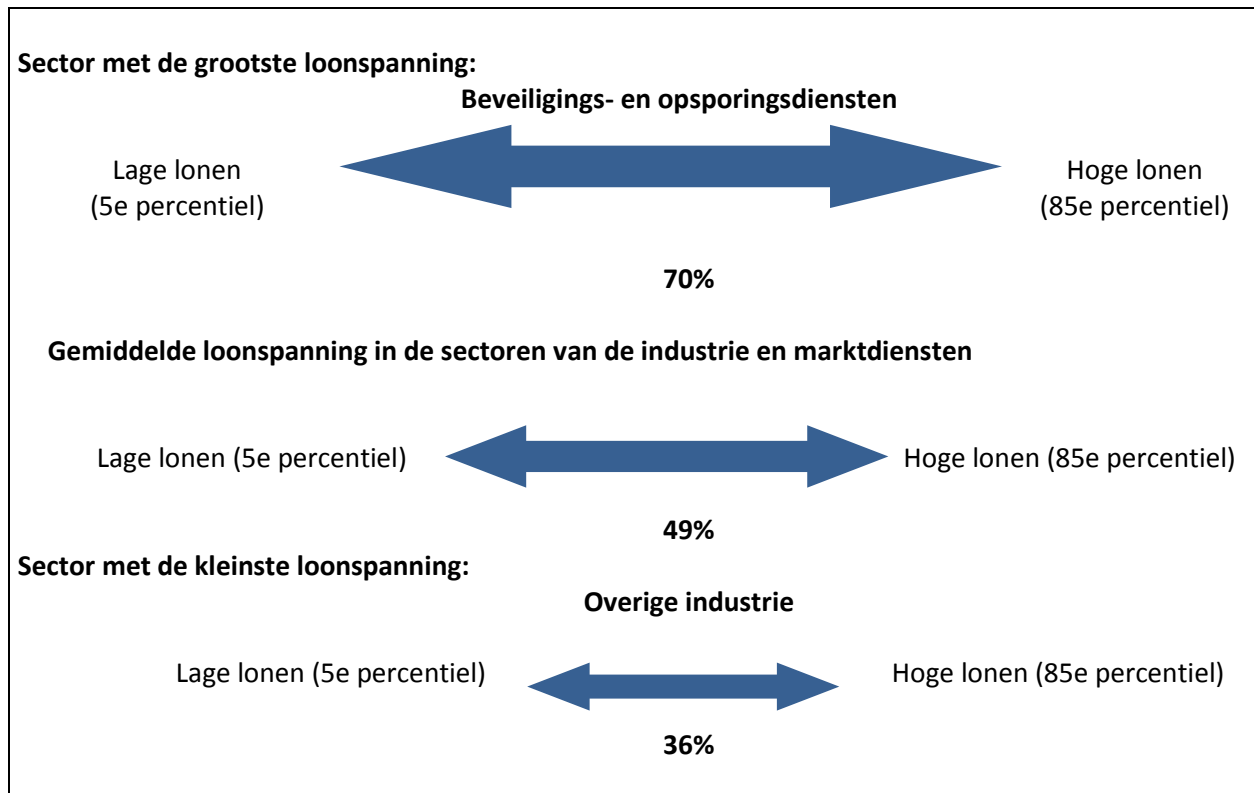 Sector met de grootste loonspanning:
Beveiligings- en opsporingsdiensten
Lage lonen
(5e percentiel)
Hoge lonen
(85e percentiel)
70%
Gemiddelde loonspanning in de sectoren van de industrie en marktdiensten
Lage lonen (5e percentiel)
Hoge lonen (85e percentiel)
49%
Sector met de kleinste loonspanning:
Overige industrie
Lage lonen (5e percentiel)
Hoge lonen (85e percentiel)
36%